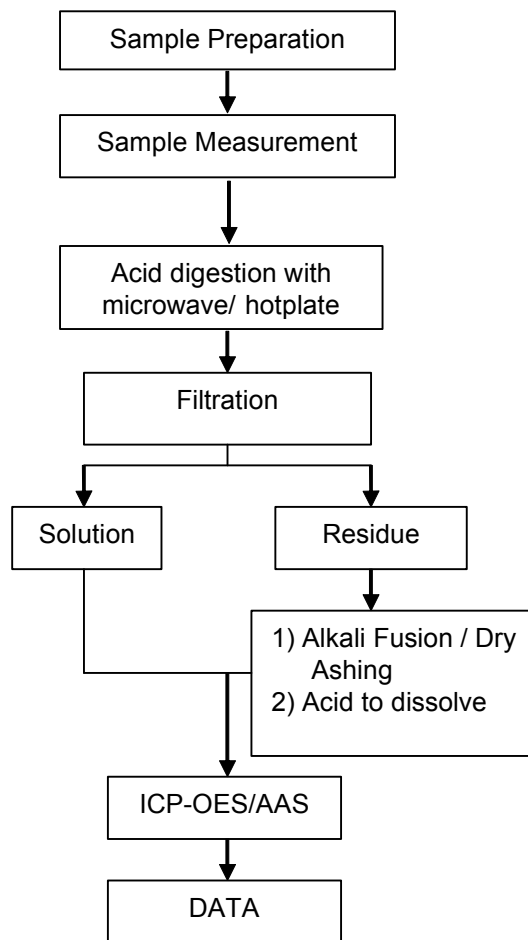 Sample Preparation
Sample Measurement
Acid digestion with
microwave/ hotplate
Filtration
Solution
Residue
1) Alkali Fusion / Dry
Ashing
2) Acid to dissolve
ICP-OES/AAS
DATA